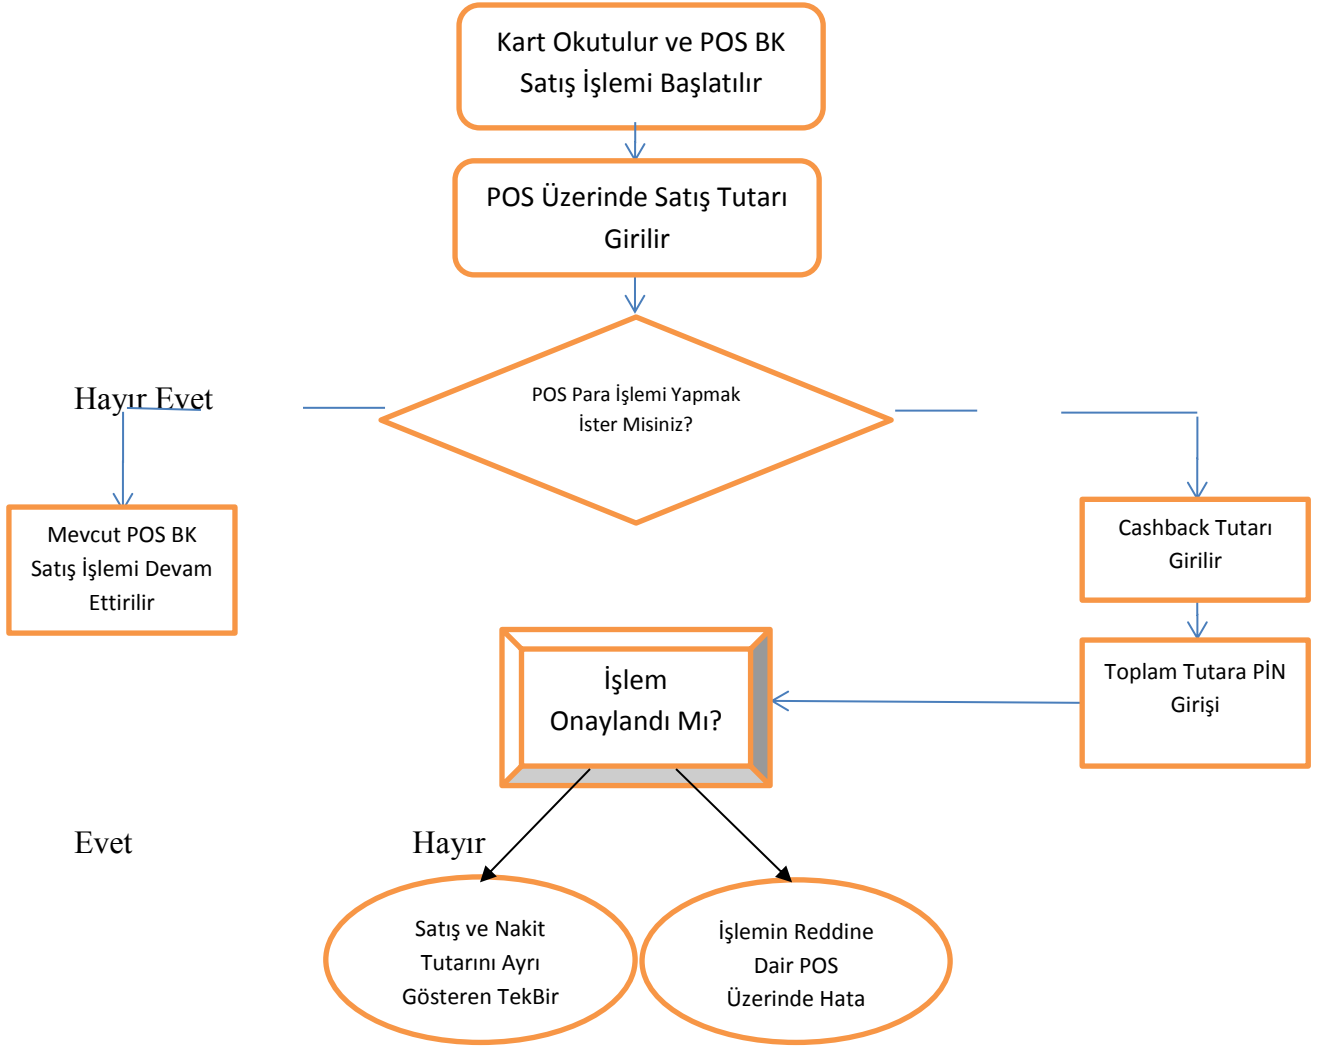 Kart Okutulur ve POS BK
Satış İşlemi Başlatılır
POS Üzerinde Satış Tutarı
Girilir
POS Para İşlemi Yapmak
İster Misiniz?
Hayır Evet
Mevcut POS BK
Satış İşlemi Devam
Ettirilir
Cashback Tutarı
Girilir
Toplam Tutara PİN
Girişi
İşlem
Onaylandı Mı?
Evet Hayır
Satış ve Nakit
Tutarını Ayrı
Gösteren TekBir
İşlemin Reddine
Dair POS
Üzerinde Hata